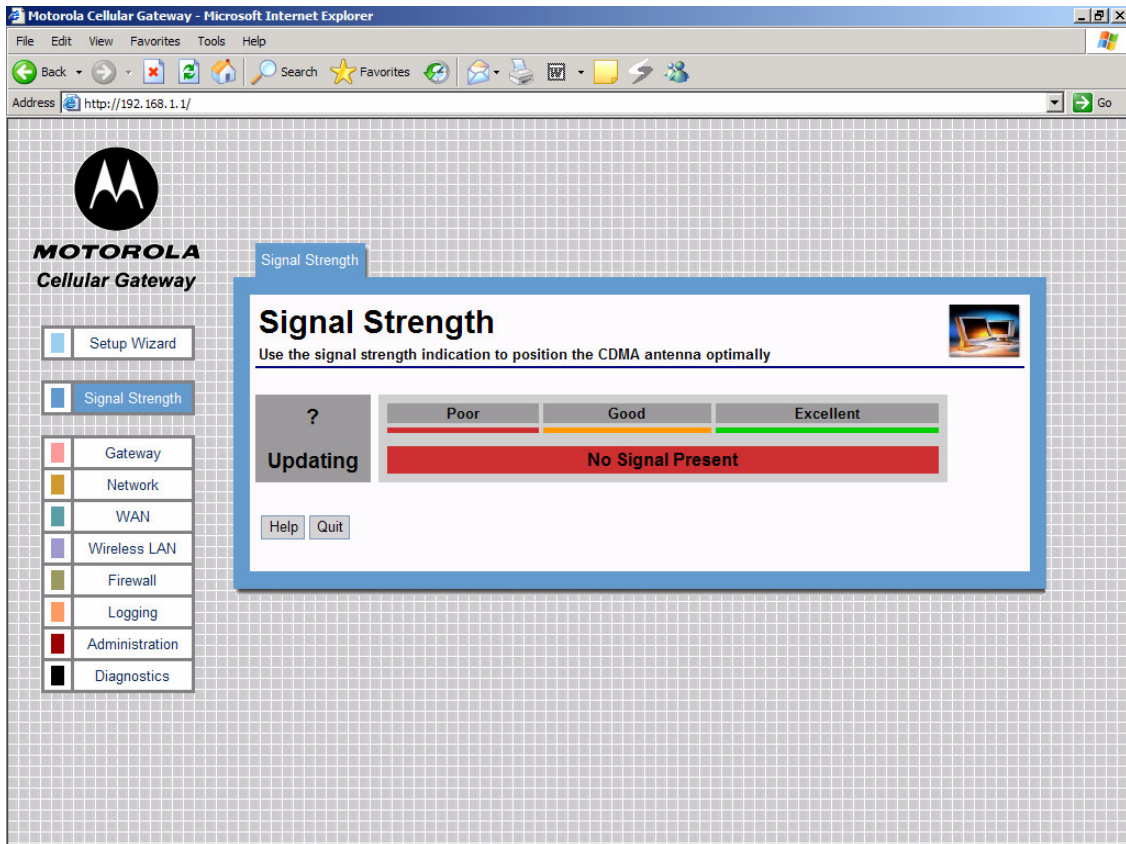 Motorola Cellular Gateway - Microsoft Internet Explorer
File Edit View Favorites Tools Help
Back Search Favorites
Address http://192.168.1.1/ Go
MOTOROLA
Cellular Gateway
Setup Wizard
Signal Strength
Gateway
Network
WAN
Wireless LAN
Firewall
Logging
Administration
Diagnostics
Signal Strength
Signal Strength
Use the signal strength indication to position the CDMA antenna optimally
?
Updating
Poor Good Excellent
No Signal Present
Help Quit